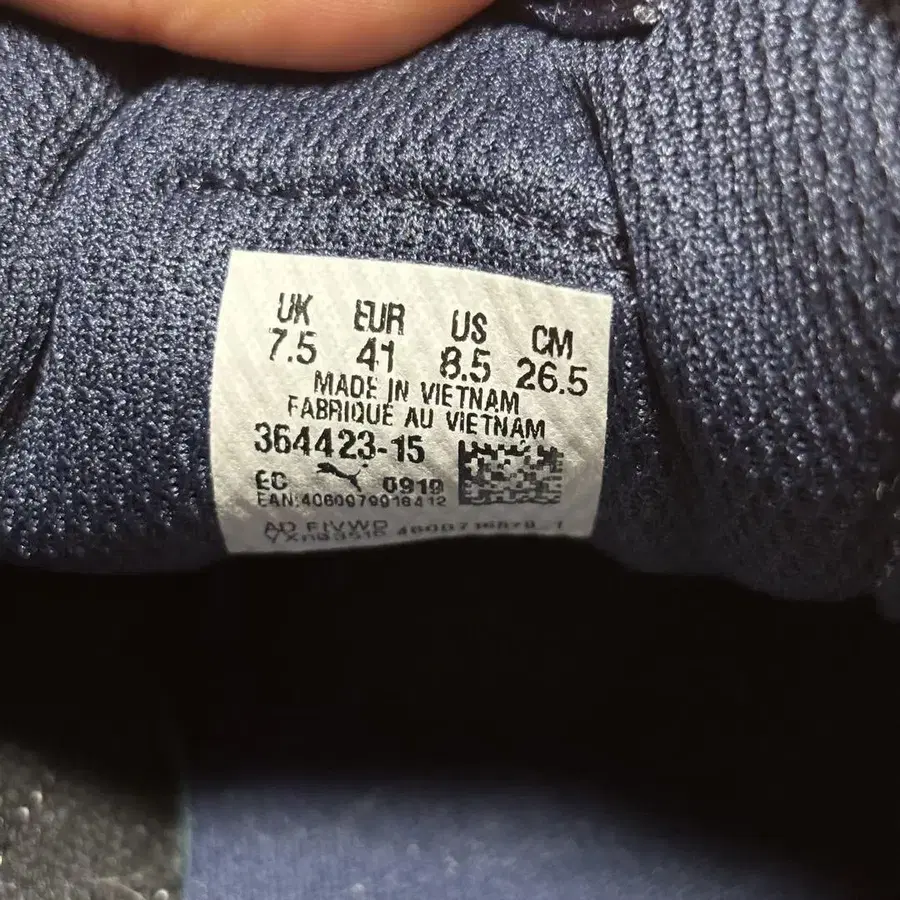 UK EUR US CM
7.5 41 8.5 26.5
MADE IN VIETNAM
FABRIQUE AU VIETNAM
364423-15
EC 0919
EAN:4060979918412